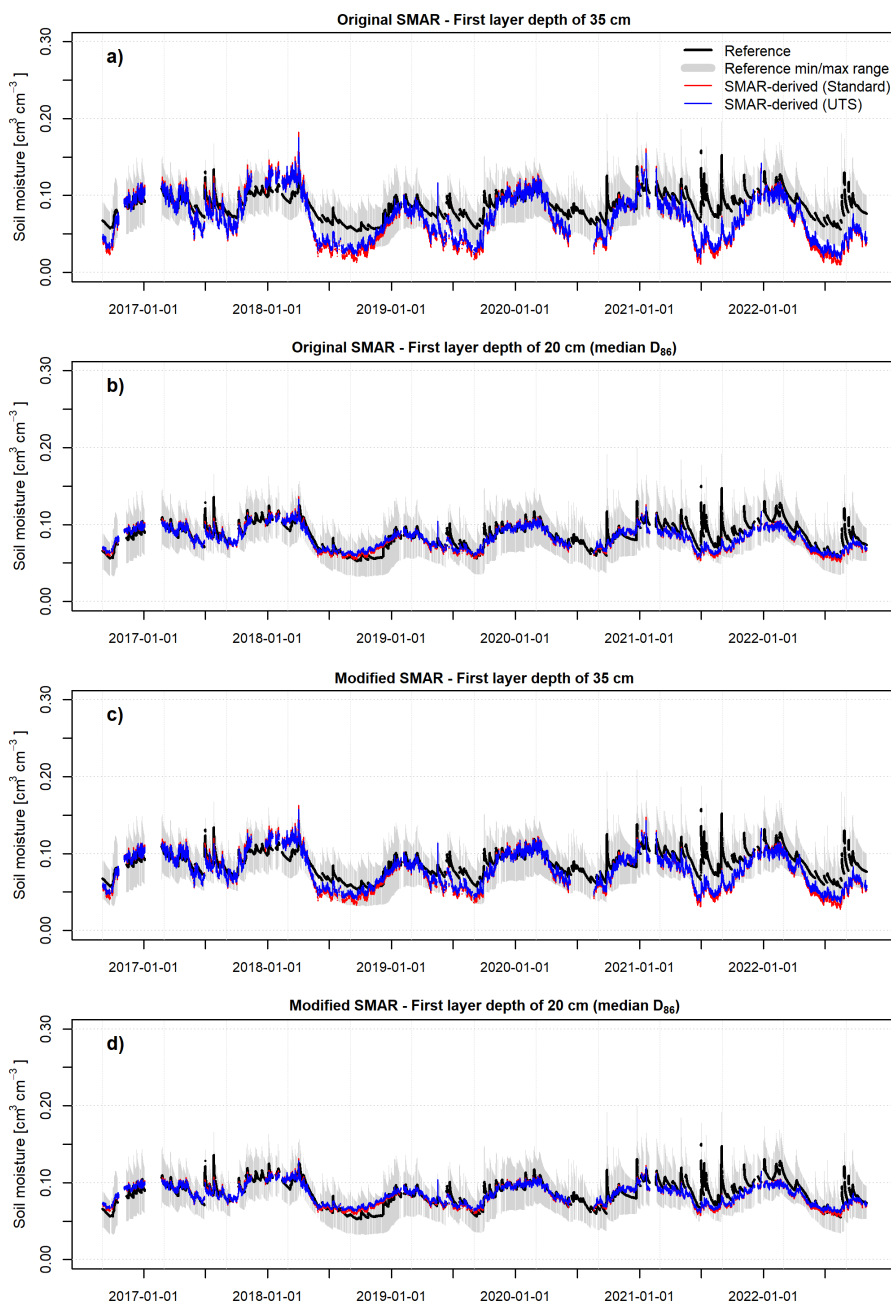 Original SMAR - First layer depth of 35 cm
a)
Soil moisture [cm³ cm⁻³ ]
0.30
0.20
0.10
0.00
Reference
Reference min/max range
SMAR-derived (Standard)
SMAR-derived (UTS)
2017-01-01 2018-01-01 2019-01-01 2020-01-01 2021-01-01 2022-01-01
Original SMAR - First layer depth of 20 cm (median D₈₆)
b)
Soil moisture [cm³ cm⁻³ ]
0.30
0.20
0.10
0.00
2017-01-01 2018-01-01 2019-01-01 2020-01-01 2021-01-01 2022-01-01
Modified SMAR - First layer depth of 35 cm
c)
Soil moisture [cm³ cm⁻³ ]
0.30
0.20
0.10
0.00
2017-01-01 2018-01-01 2019-01-01 2020-01-01 2021-01-01 2022-01-01
Modified SMAR - First layer depth of 20 cm (median D₈₆)
d)
Soil moisture [cm³ cm⁻³ ]
0.30
0.20
0.10
0.00
2017-01-01 2018-01-01 2019-01-01 2020-01-01 2021-01-01 2022-01-01